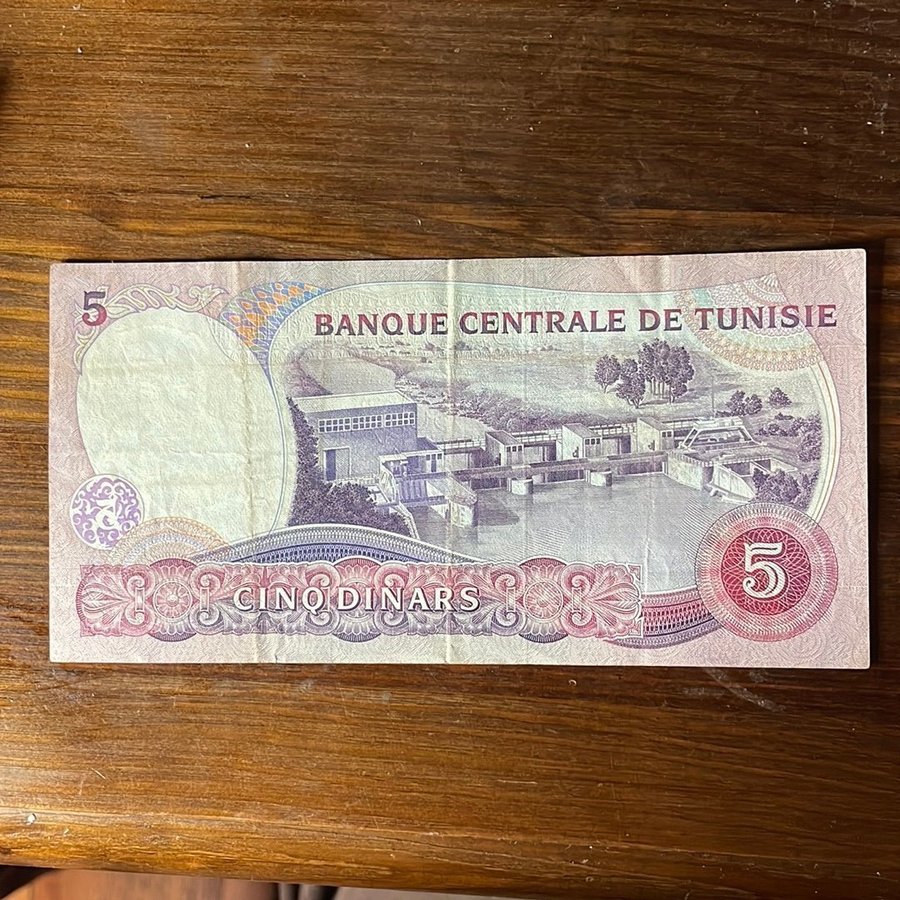 5
BANQUE CENTRALE DE TUNISIE
CINQ DINARS
5